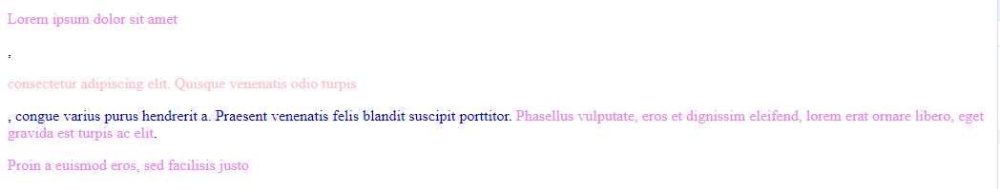 Lorem ipsum dolor sit amet
,
consectetur adipiscing elit. Quisque venenatis odio turpis
, congue varius purus hendrerit a. Praesent venenatis felis blandit suscipit porttitor. Phasellus vulputate, eros et dignissim eleifend, lorem erat ornare libero, eget
gravida est turpis ac elit.
Proin a euismod eros, sed facilisis justo